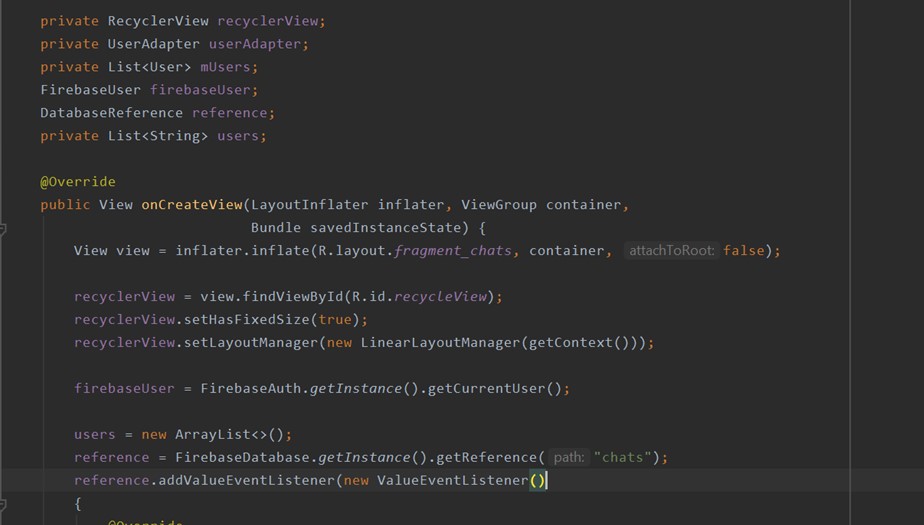 private RecyclerView recyclerView;
private UserAdapter userAdapter;
private List<User> mUsers;
FirebaseUser firebaseUser;
DatabaseReference reference;
private List<String> users;
@Override
public View onCreateView(LayoutInflater inflater, ViewGroup container,
Bundle savedInstanceState) {
View view = inflater.inflate(R.layout.fragment_chats, container, attachToRoot: false);
recyclerView = view.findViewById(R.id.recycleView);
recyclerView.setHasFixedSize(true);
recyclerView.setLayoutManager(new LinearLayoutManager(getContext()));
firebaseUser = FirebaseAuth.getInstance().getCurrentUser();
users = new ArrayList<>();
reference = FirebaseDatabase.getInstance().getReference( path: "chats");
reference.addValueEventListener(new ValueEventListener()
{
@Override